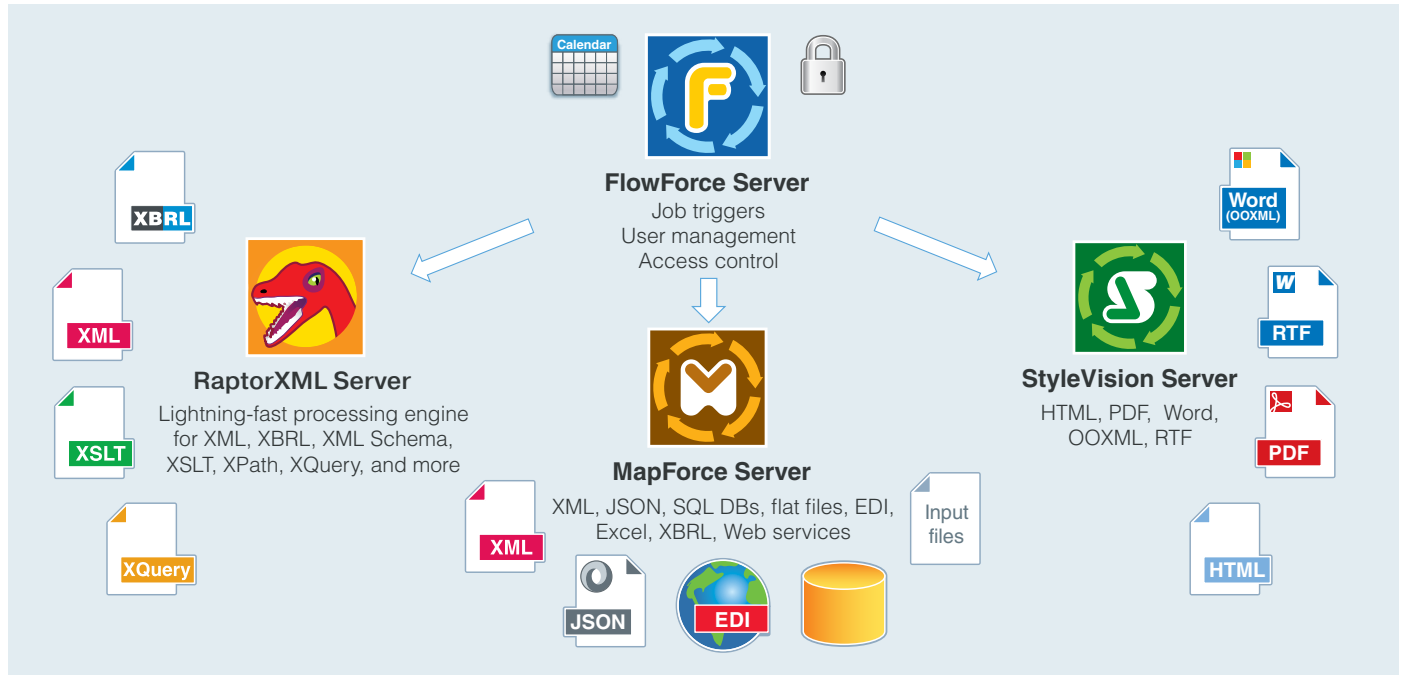 Calendar
F
FlowForce Server
Job triggers
User management
Access control
XBRL
XML
XSLT
XQuery
RaptorXML Server
Lightning-fast processing engine
for XML, XBRL, XML Schema,
XSLT, XPath, XQuery, and more
MapForce Server
XML, JSON, SQL DBs, flat files, EDI,
Excel, XBRL, Web services
XML
JSON
EDI
Input
files
StyleVision Server
HTML, PDF, Word,
OOXML, RTF
Word
(OOXML)
W
RTF
PDF
HTML